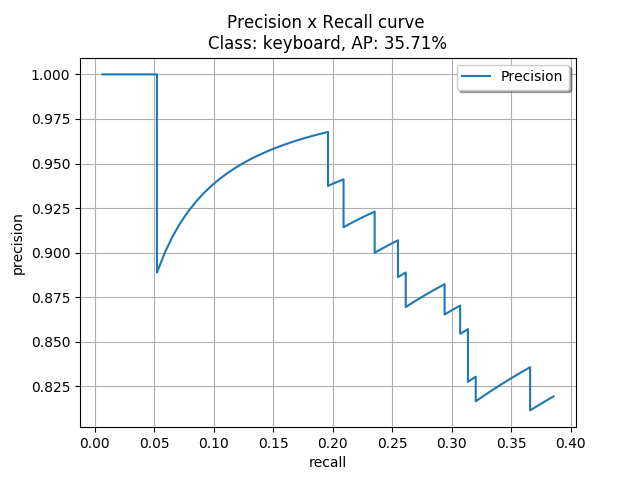 Precision x Recall curve
Class: keyboard, AP: 35.71%
Precision
1.000
0.975
0.950
0.925
0.900
0.875
0.850
0.825
precision
0.00 0.05 0.10 0.15 0.20 0.25 0.30 0.35 0.40
recall